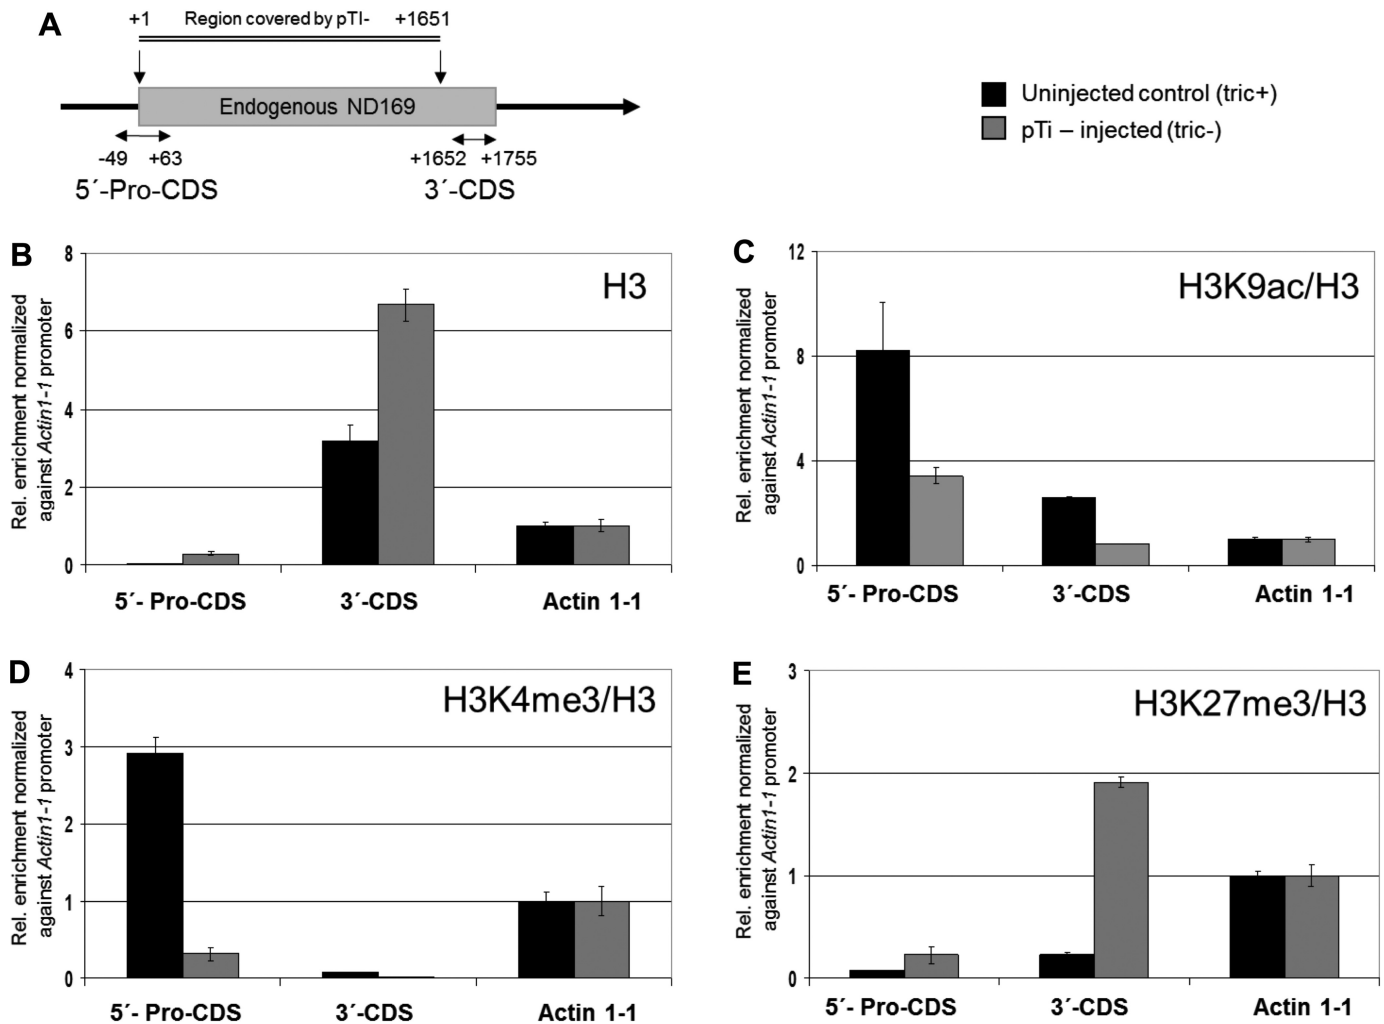 A
+1 Region covered by pTI- +1651
Endogenous ND169
-49 +63 +1652 +1755
5´-Pro-CDS 3´-CDS
Uninjected control (tric+)
pTi – injected (tric-)
B
H3
Rel. enrichment normalized
against Actin1-1 promoter
8
6
4
2
0
5´- Pro-CDS 3´-CDS Actin 1-1
C
H3K9ac/H3
Rel. enrichment normalized
against Actin1-1 promoter
12
8
4
0
5´- Pro-CDS 3´-CDS Actin 1-1
D
H3K4me3/H3
Rel. enrichment normalized
against Actin1-1 promoter
4
3
2
1
0
5´- Pro-CDS 3´-CDS Actin 1-1
E
H3K27me3/H3
Rel. enrichment normalized
against Actin1-1 promoter
3
2
1
0
5´- Pro-CDS 3´-CDS Actin 1-1